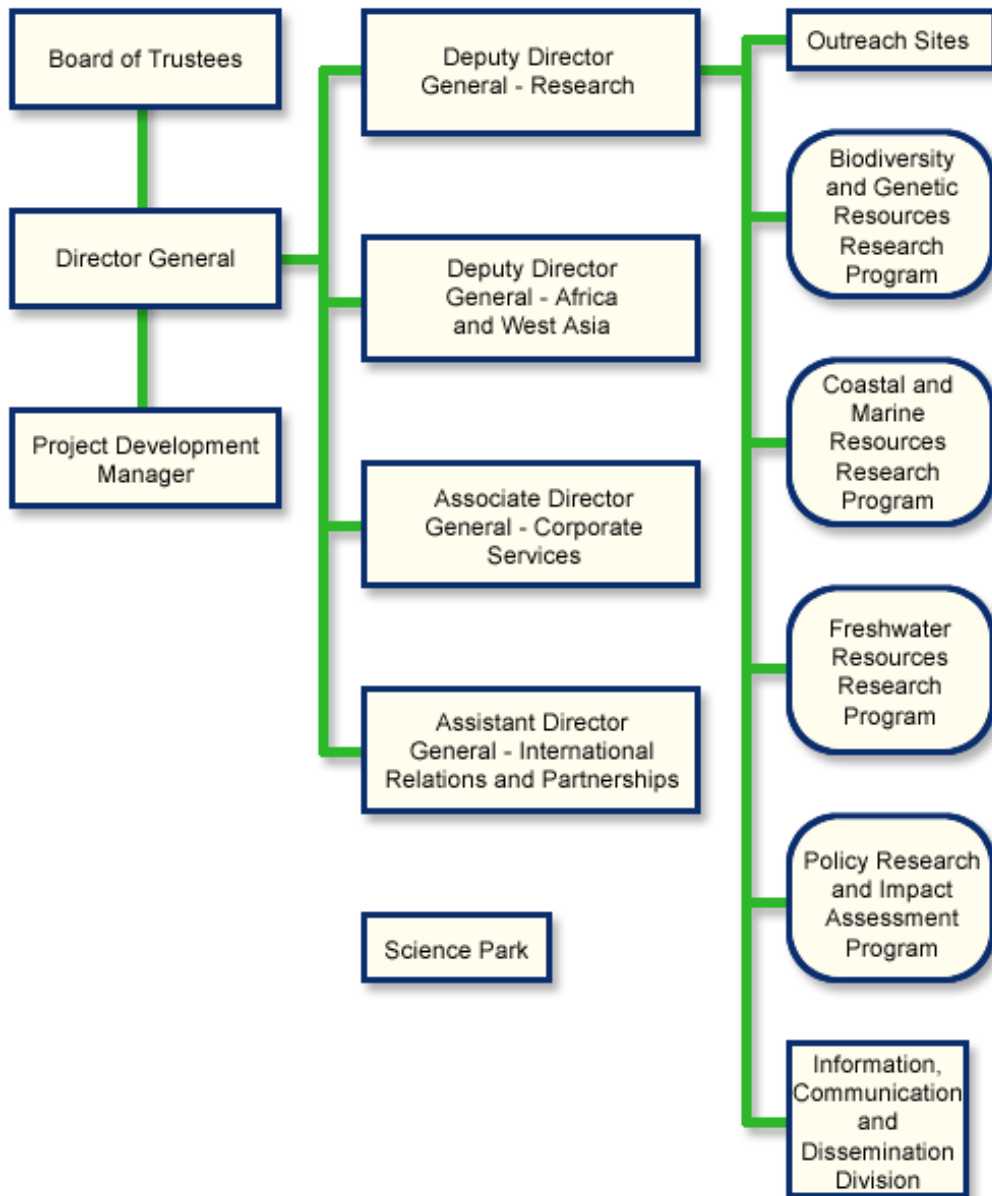 Board of Trustees
Director General
Project Development
Manager
Deputy Director
General - Research
Deputy Director
General - Africa
and West Asia
Associate Director
General - Corporate
Services
Assistant Director
General - International
Relations and Partnerships
Science Park
Outreach Sites
Biodiversity
and Genetic
Resources
Research
Program
Coastal and
Marine
Resources
Research
Program
Freshwater
Resources
Research
Program
Policy Research
and Impact
Assessment
Program
Information,
Communication
and
Dissemination
Division